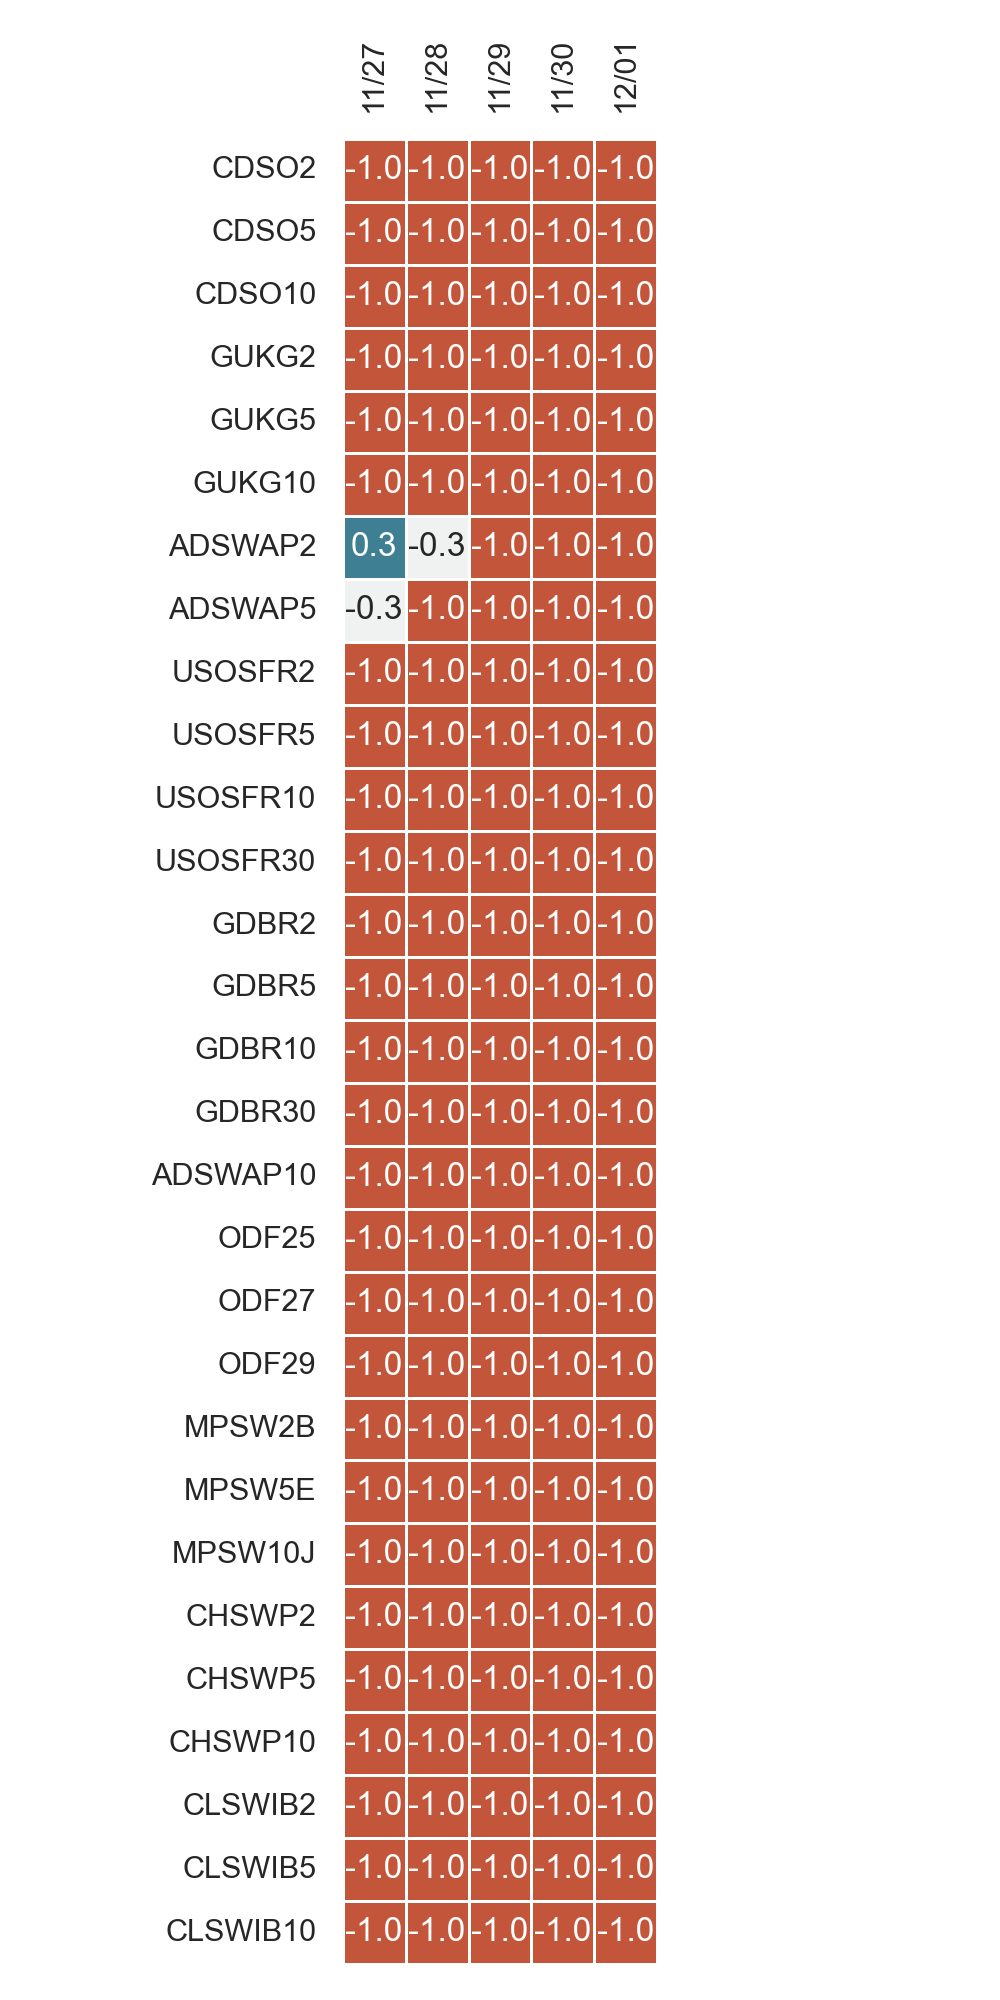 11/27 11/28 11/29 11/30 12/01
CDSO2 -1.0 -1.0 -1.0 -1.0 -1.0
CDSO5 -1.0 -1.0 -1.0 -1.0 -1.0
CDSO10 -1.0 -1.0 -1.0 -1.0 -1.0
GUKG2 -1.0 -1.0 -1.0 -1.0 -1.0
GUKG5 -1.0 -1.0 -1.0 -1.0 -1.0
GUKG10 -1.0 -1.0 -1.0 -1.0 -1.0
ADSWAP2 0.3 -0.3 -1.0 -1.0 -1.0
ADSWAP5 -0.3 -1.0 -1.0 -1.0 -1.0
USOSFR2 -1.0 -1.0 -1.0 -1.0 -1.0
USOSFR5 -1.0 -1.0 -1.0 -1.0 -1.0
USOSFR10 -1.0 -1.0 -1.0 -1.0 -1.0
USOSFR30 -1.0 -1.0 -1.0 -1.0 -1.0
GDBR2 -1.0 -1.0 -1.0 -1.0 -1.0
GDBR5 -1.0 -1.0 -1.0 -1.0 -1.0
GDBR10 -1.0 -1.0 -1.0 -1.0 -1.0
GDBR30 -1.0 -1.0 -1.0 -1.0 -1.0
ADSWAP10 -1.0 -1.0 -1.0 -1.0 -1.0
ODF25 -1.0 -1.0 -1.0 -1.0 -1.0
ODF27 -1.0 -1.0 -1.0 -1.0 -1.0
ODF29 -1.0 -1.0 -1.0 -1.0 -1.0
MPSW2B -1.0 -1.0 -1.0 -1.0 -1.0
MPSW5E -1.0 -1.0 -1.0 -1.0 -1.0
MPSW10J -1.0 -1.0 -1.0 -1.0 -1.0
CHSWP2 -1.0 -1.0 -1.0 -1.0 -1.0
CHSWP5 -1.0 -1.0 -1.0 -1.0 -1.0
CHSWP10 -1.0 -1.0 -1.0 -1.0 -1.0
CLSWIB2 -1.0 -1.0 -1.0 -1.0 -1.0
CLSWIB5 -1.0 -1.0 -1.0 -1.0 -1.0
CLSWIB10 -1.0 -1.0 -1.0 -1.0 -1.0